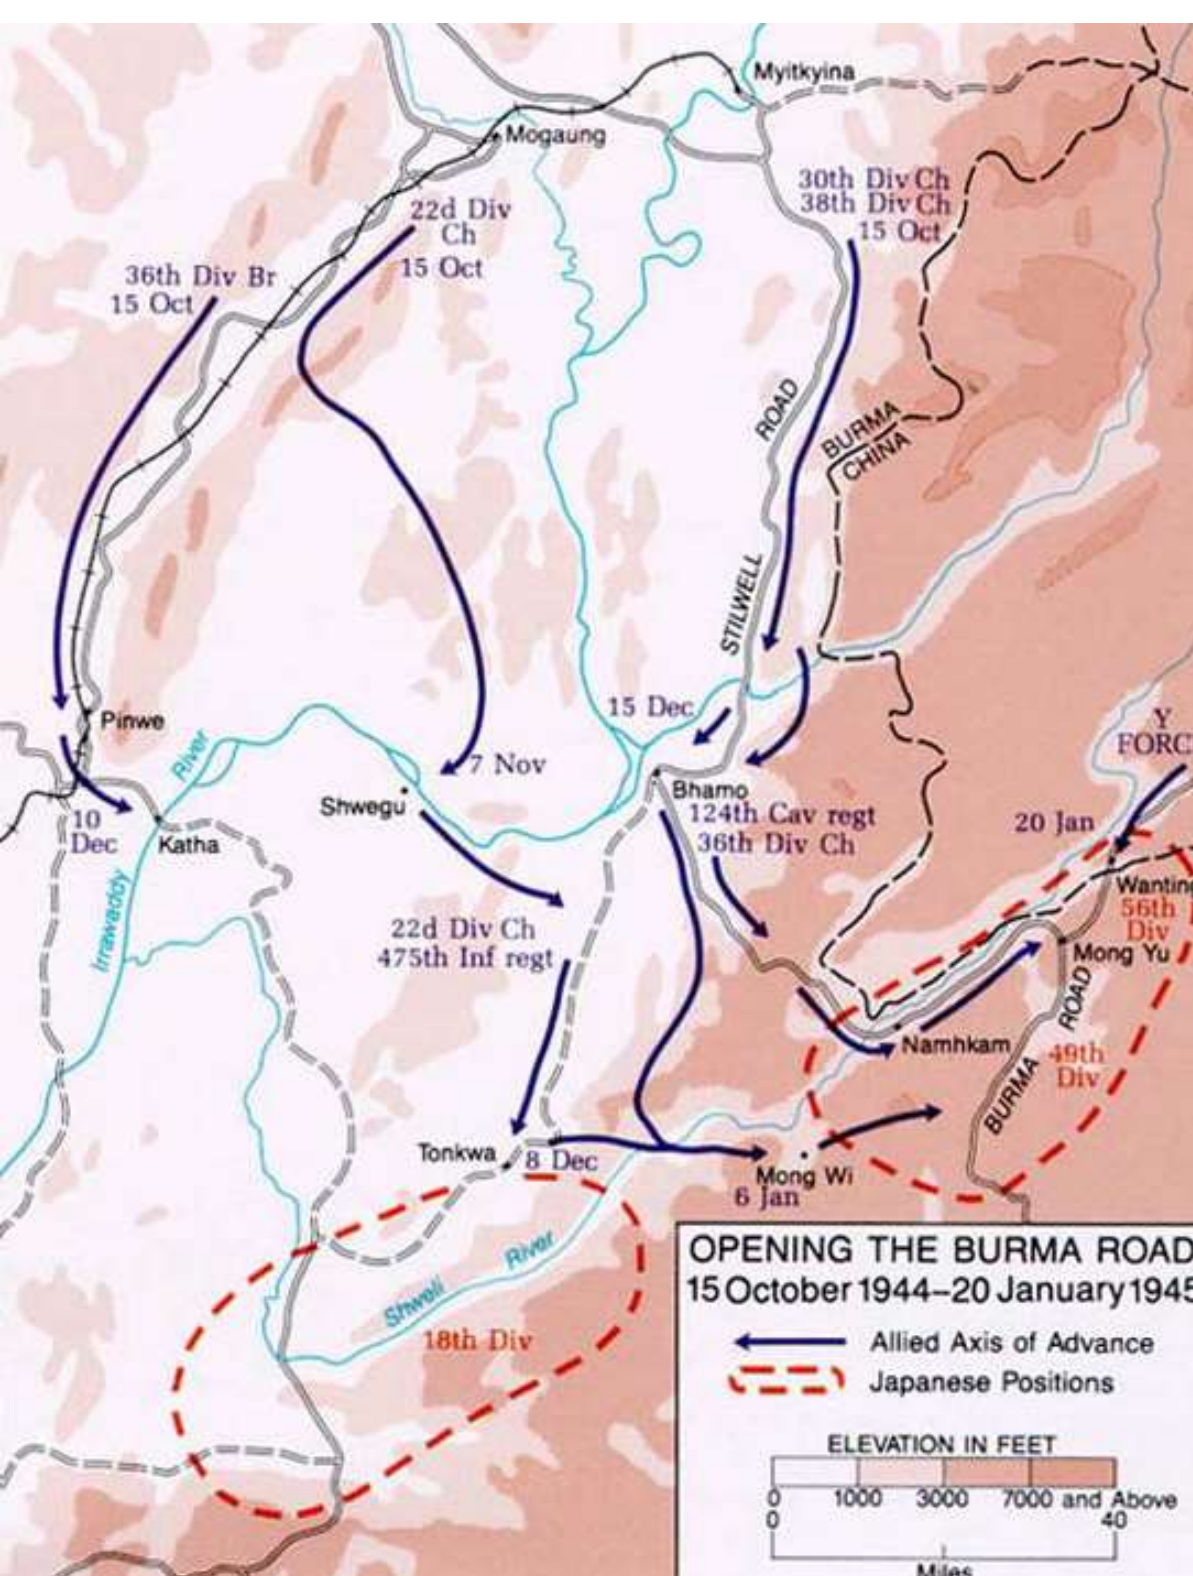 Myitkyina
Mogaung
30th Div Ch
38th Div Ch
15 Oct
22d Div
Ch
15 Oct
36th Div Br
15 Oct
ROAD
BURMA
CHINA
STILWELL
15 Dec
Pinwe
River
7 Nov
Y
FORC
Shwegu
Bhamo
10
Dec
Katha
124th Cav regt
36th Div Ch
20 Jan
Wanting
56th
Div
Irrawaddy
22d Div Ch
475th Inf regt
Mong Yu
ROAD
Namhkam
49th
Div
BURMA
Tonkwa
8 Dec
Mong Wi
6 Jan
River
Shweli
18th Div
OPENING THE BURMA ROAD
15 October 1944–20 January 1945
Allied Axis of Advance
Japanese Positions
ELEVATION IN FEET
0 1000 3000 7000 and Above
0 40
Miles